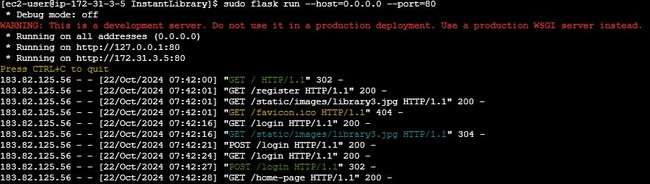 [ec2-user@ip-172-31-3-5 InstantLibrary]$ sudo flask run --host=0.0.0.0 --port=80
* Debug mode: off
WARNING: This is a development server. Do not use it in a production deployment. Use a production WSGI server instead.
* Running on all addresses (0.0.0.0)
* Running on http://127.0.0.1:80
* Running on http://172.31.3.5:80
Press CTRL+C to quit
183.82.125.56 - - [22/Oct/2024 07:42:00] "GET / HTTP/1.1" 302 -
183.82.125.56 - - [22/Oct/2024 07:42:01] "GET /register HTTP/1.1" 200 -
183.82.125.56 - - [22/Oct/2024 07:42:01] "GET /static/images/library3.jpg HTTP/1.1" 200 -
183.82.125.56 - - [22/Oct/2024 07:42:01] "GET /favicon.ico HTTP/1.1" 404 -
183.82.125.56 - - [22/Oct/2024 07:42:16] "GET /login HTTP/1.1" 200 -
183.82.125.56 - - [22/Oct/2024 07:42:16] "GET /static/images/library3.jpg HTTP/1.1" 304 -
183.82.125.56 - - [22/Oct/2024 07:42:21] "POST /login HTTP/1.1" 200 -
183.82.125.56 - - [22/Oct/2024 07:42:24] "GET /login HTTP/1.1" 200 -
183.82.125.56 - - [22/Oct/2024 07:42:27] "POST /login HTTP/1.1" 302 -
183.82.125.56 - - [22/Oct/2024 07:42:28] "GET /home-page HTTP/1.1" 200 -